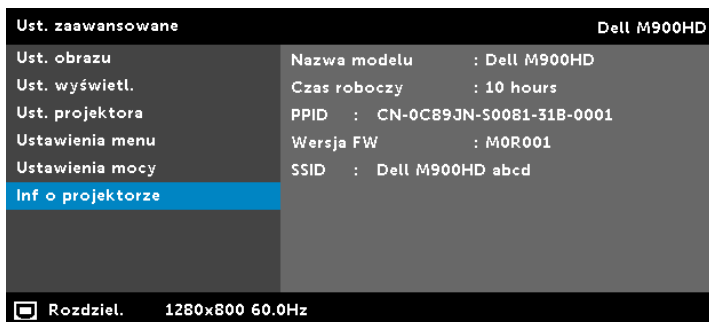 Ust. zaawansowane Dell M900HD
Ust. obrazu
Ust. wyświetl.
Ust. projektora
Ustawienia menu
Ustawienia mocy
Inf o projektorze
Nazwa modelu : Dell M900HD
Czas roboczy : 10 hours
PPID : CN-0C89JN-S0081-31B-0001
Wersja FW : M0R001
SSID : Dell M900HD abcd
Rozdziel. 1280x800 60.0Hz